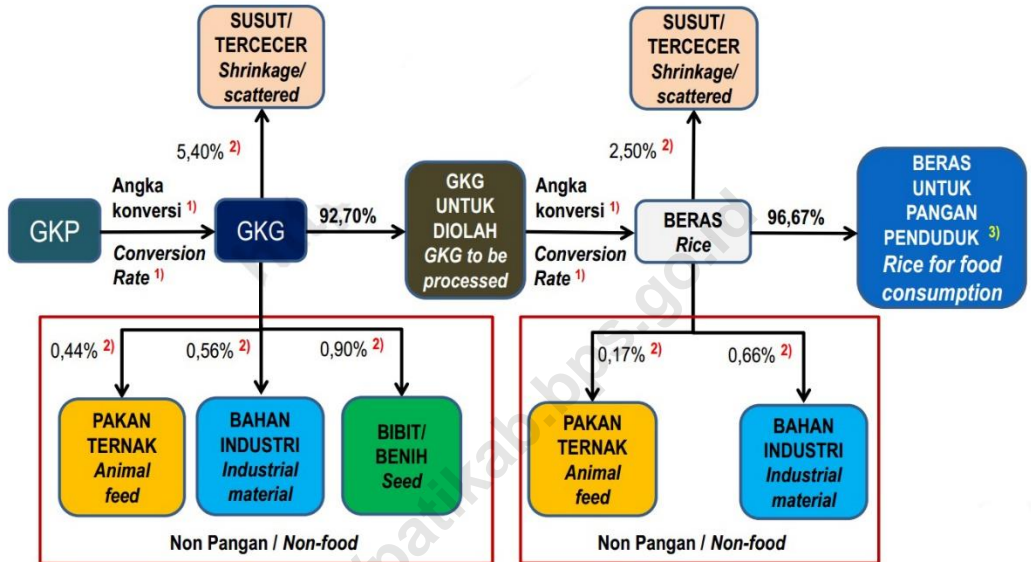 SUSUT/
TERCECER
Shrinkage/
scattered
SUSUT/
TERCECER
Shrinkage/
scattered
5,40% 2)
2,50% 2)
GKP
Angka
konversi 1)
Conversion
Rate 1)
GKG
92,70%
GKG
UNTUK
DIOLAH
GKG to be
processed
Angka
konversi 1)
Conversion
Rate 1)
BERAS
Rice
96,67%
BERAS
UNTUK
PANGAN
PENDUDUK 3)
Rice for food
consumption
0,44% 2)
0,56% 2)
0,90% 2)
0,17% 2)
0,66% 2)
PAKAN
TERNAK
Animal
feed
BAHAN
INDUSTRI
Industrial
material
BIBIT/
BENIH
Seed
PAKAN
TERNAK
Animal
feed
BAHAN
INDUSTRI
Industrial
material
Non Pangan / Non-food
Non Pangan / Non-food
/patikab.bps.go.id